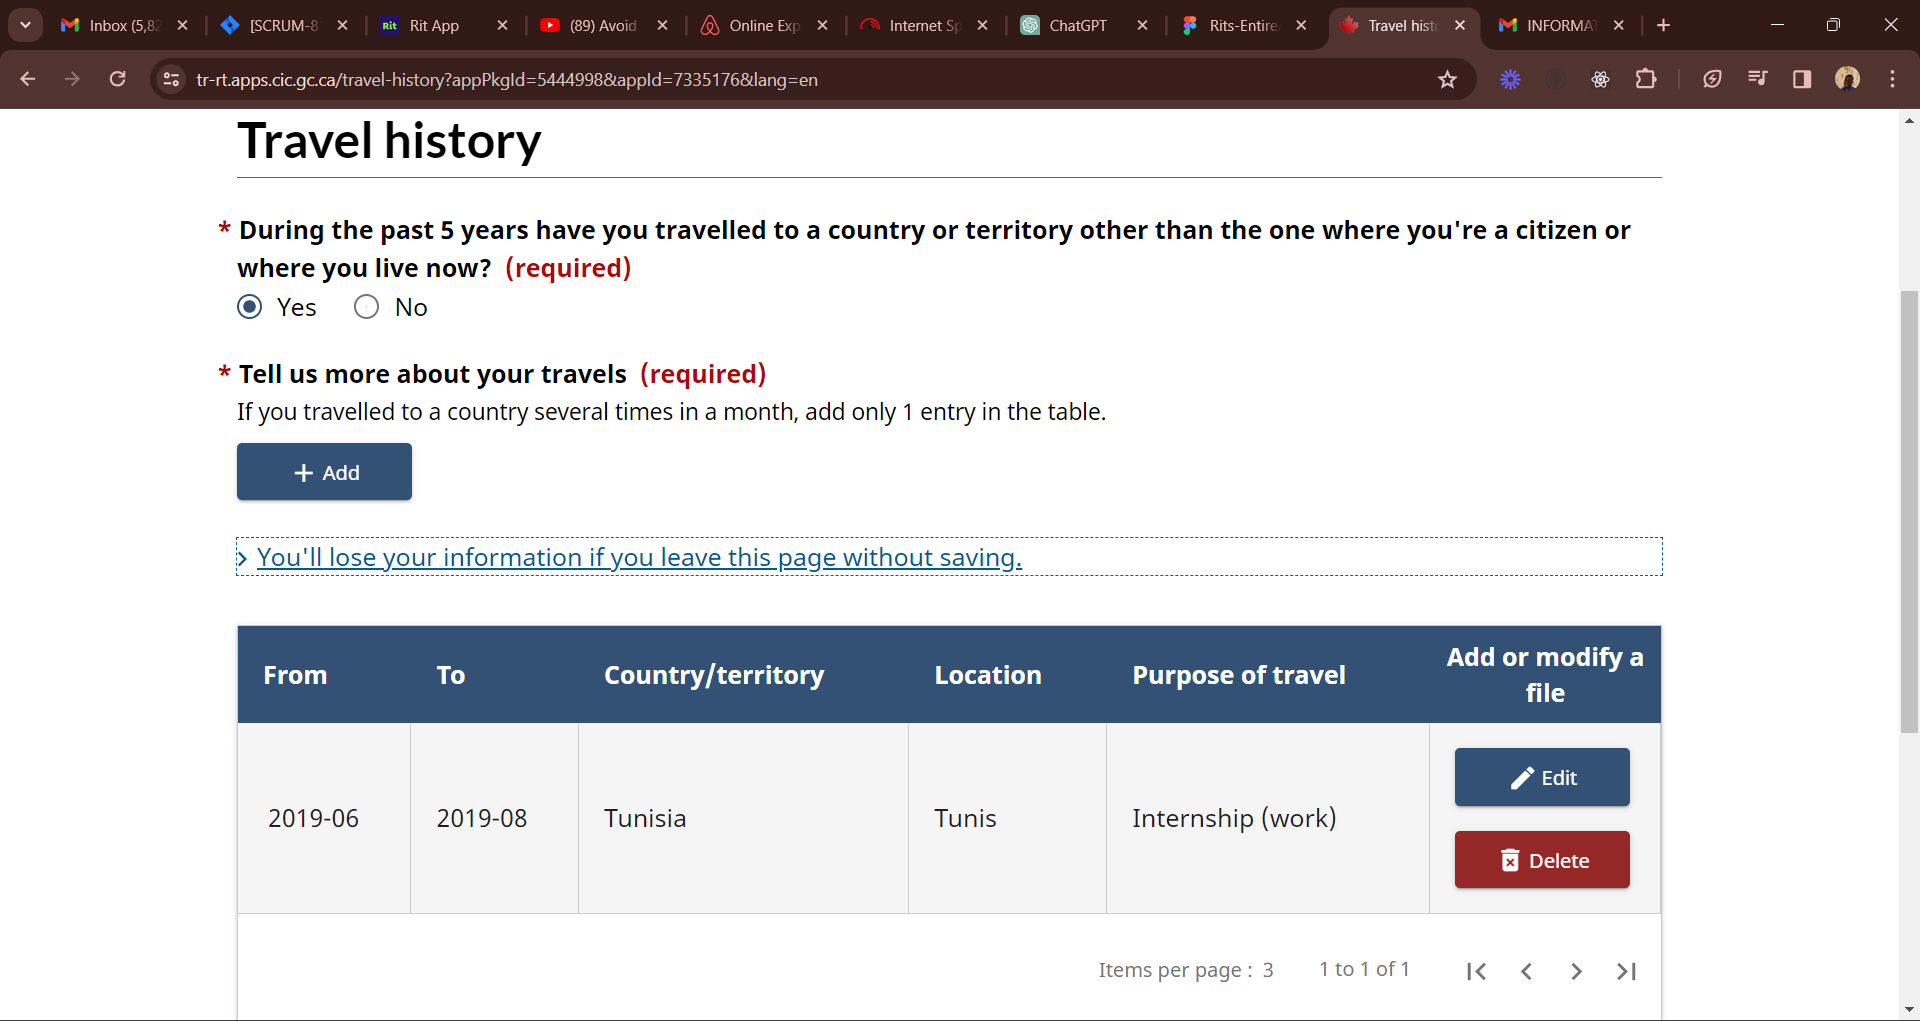 Inbox (5,82
[SCRUM-8
Rit Rit App
(89) Avoid
Online Exp
Internet Sp
ChatGPT
Rits-Entire
Travel hist
INFORMA
tr-rt.apps.cic.gc.ca/travel-history?appPkgId=5444998&appId=7335176&lang=en
Travel history
* During the past 5 years have you travelled to a country or territory other than the one where you're a citizen or
where you live now? (required)
Yes No
* Tell us more about your travels (required)
If you travelled to a country several times in a month, add only 1 entry in the table.
+ Add
You'll lose your information if you leave this page without saving.
From To Country/territory Location Purpose of travel Add or modify a
file
2019-06 2019-08 Tunisia Tunis Internship (work)
Edit
Delete
Items per page : 3 1 to 1 of 1